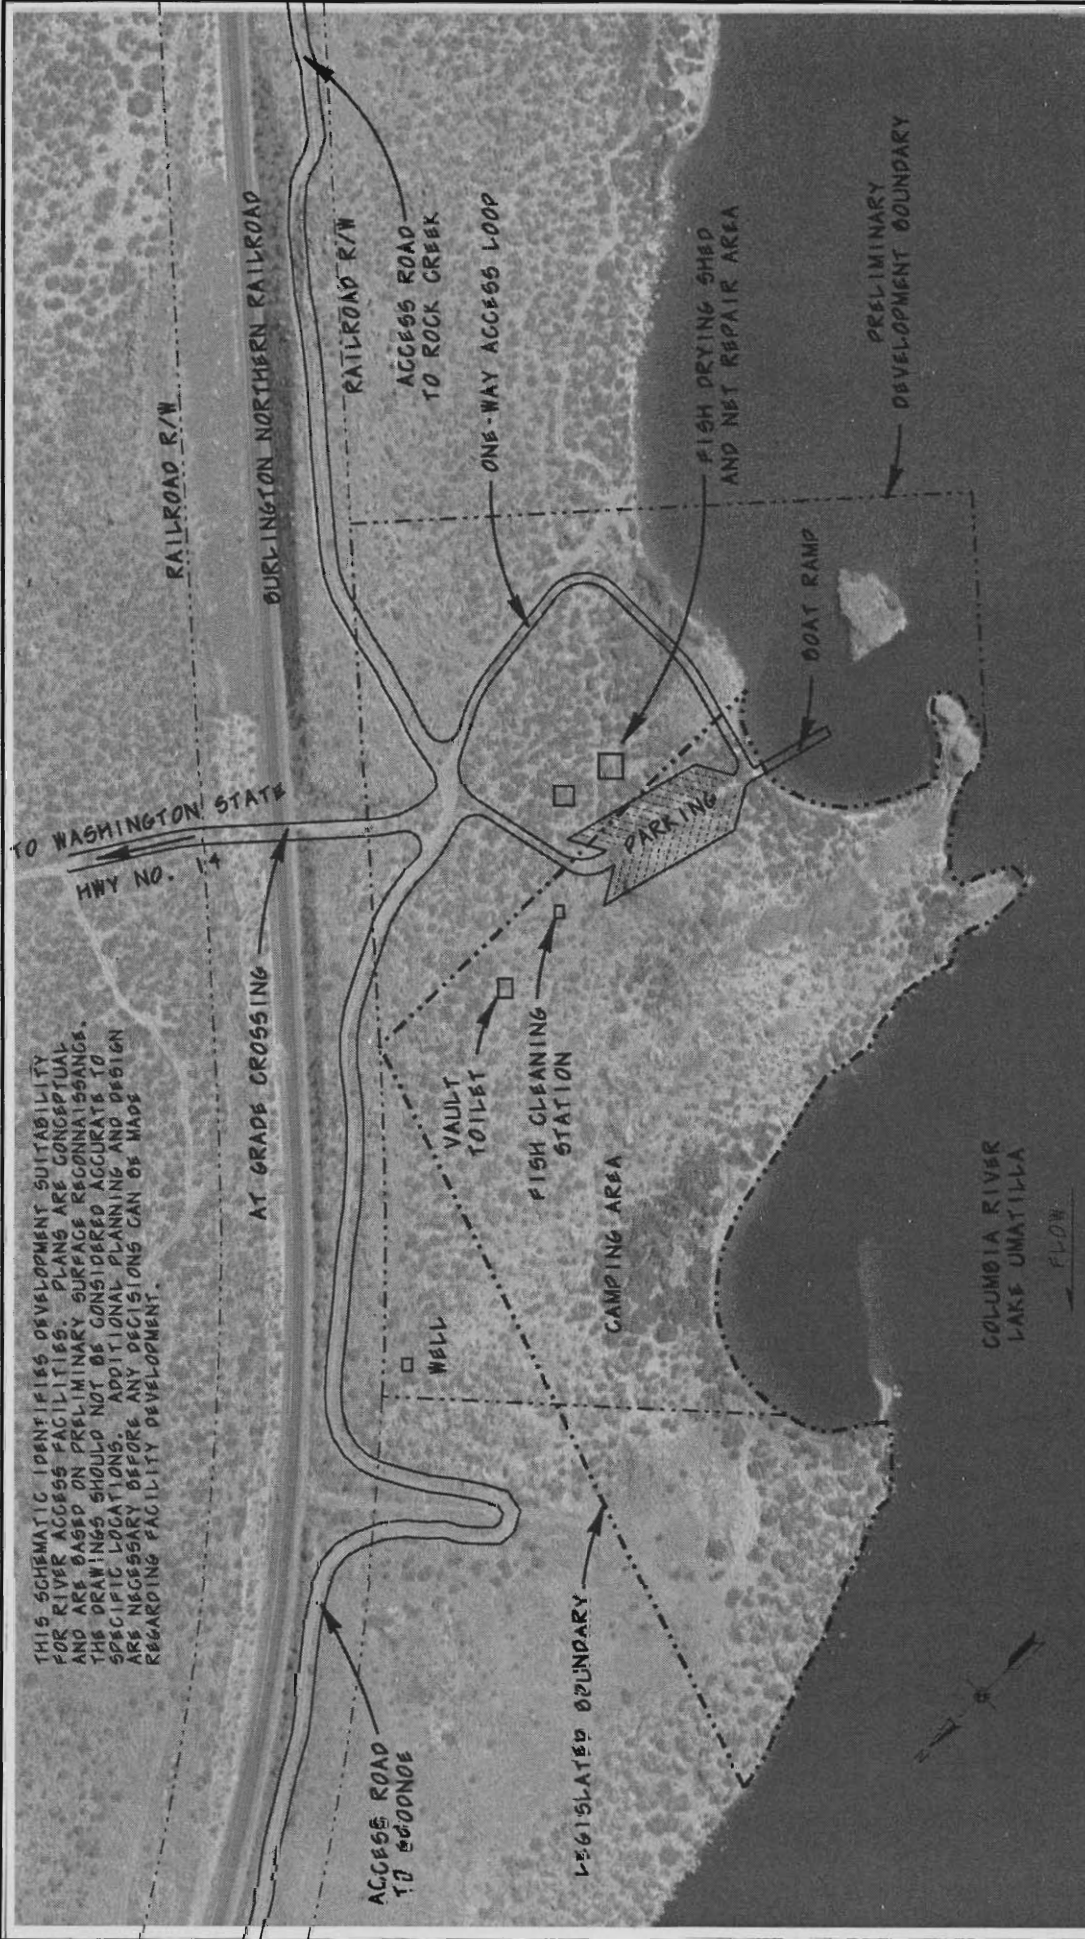 THIS SCHEMATIC IDENTIFIES DEVELOPMENT SUITABILITY
FOR RIVER ACCESS FACILITIES. PLANS ARE CONCEPTUAL
AND ARE BASED ON PRELIMINARY SURFACE RECONNAISSANCE.
THE DRAWINGS SHOULD NOT BE CONSIDERED ACCURATE TO
SPECIFIC LOCATIONS. ADDITIONAL PLANNING AND DESIGN
ARE NECESSARY BEFORE ANY DECISIONS CAN BE MADE
REGARDING FACILITY DEVELOPMENT.
TO WASHINGTON STATE
HWY NO. 14
RAILROAD R/W
BURLINGTON NORTHERN RAILROAD
AT GRADE CROSSING
RAILROAD R/W
ACCESS ROAD
TO ROCK CREEK
ACCESS ROAD
TO GOODNOE
WELL
VAULT
TOILET
ONE-WAY ACCESS LOOP
FISH CLEANING
STATION
LEGISLATED BOUNDARY
CAMPING AREA
PARKING
FISH DRYING SHED
AND NET REPAIR AREA
BOAT RAMP
PRELIMINARY
DEVELOPMENT BOUNDARY
COLUMBIA RIVER
LAKE UMATILLA
FLOW